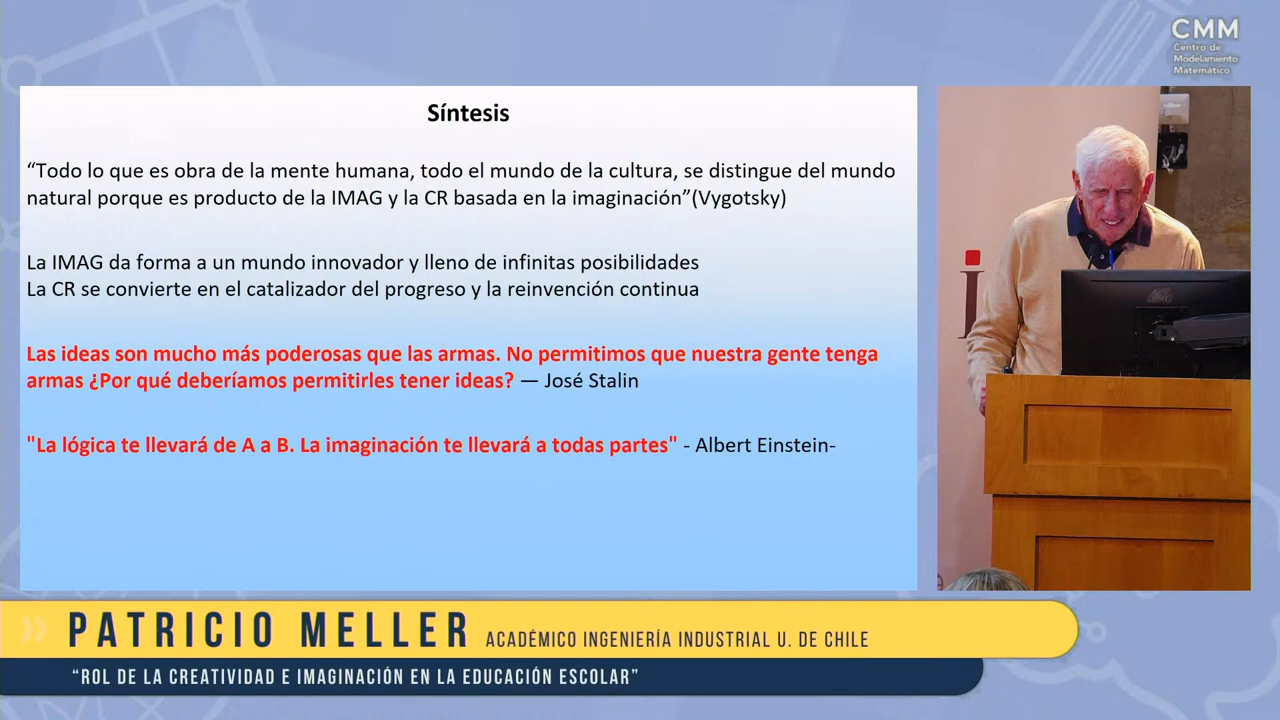 CMM
Centro de
Modelamiento
Matemático
Síntesis
“Todo lo que es obra de la mente humana, todo el mundo de la cultura, se distingue del mundo
natural porque es producto de la IMAG y la CR basada en la imaginación”(Vygotsky)
La IMAG da forma a un mundo innovador y lleno de infinitas posibilidades
La CR se convierte en el catalizador del progreso y la reinvención continua
Las ideas son mucho más poderosas que las armas. No permitimos que nuestra gente tenga
armas ¿Por qué deberíamos permitirles tener ideas? — José Stalin
"La lógica te llevará de A a B. La imaginación te llevará a todas partes" - Albert Einstein-
i
PATRICIO MELLER ACADÉMICO INGENIERÍA INDUSTRIAL U. DE CHILE
“ROL DE LA CREATIVIDAD E IMAGINACIÓN EN LA EDUCACIÓN ESCOLAR”